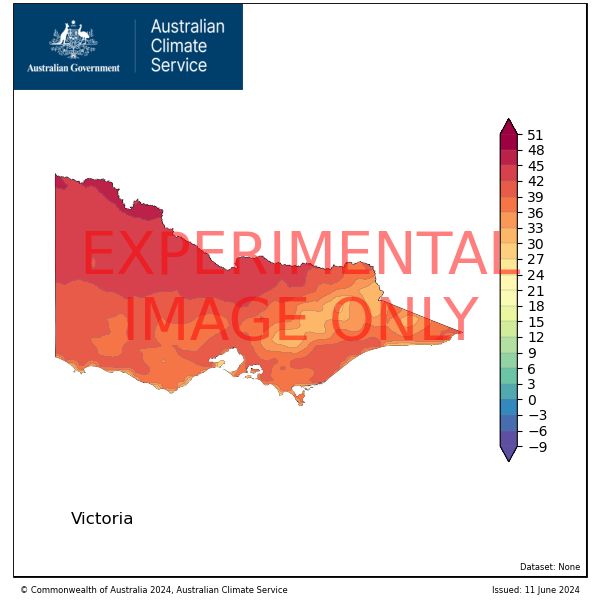 Australian
Climate
Service
Australian Government
51
48
45
42
39
36
33
30
27
24
21
18
15
12
9
6
3
0
−3
−6
−9
EXPERIMENTAL
IMAGE ONLY
Victoria
Dataset: None
© Commonwealth of Australia 2024, Australian Climate Service
Issued: 11 June 2024